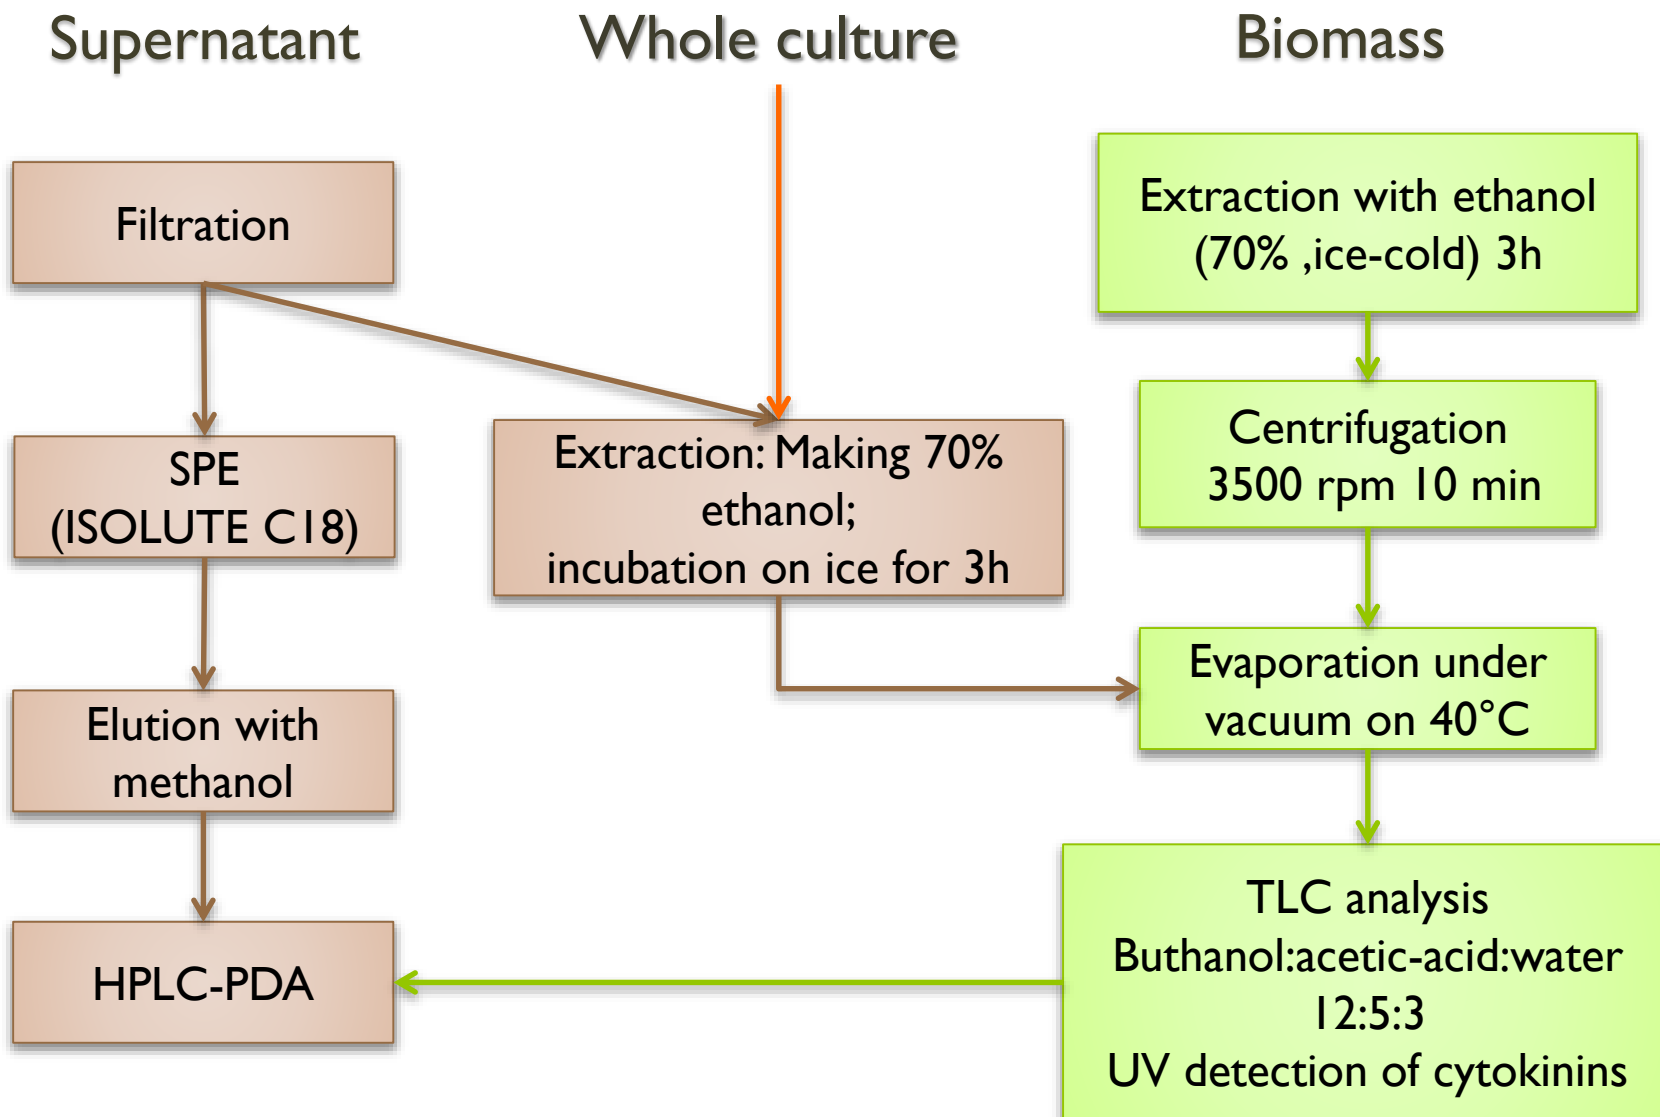 Supernatant
Whole culture
Biomass
Filtration
SPE
(ISOLUTE C18)
Elution with
methanol
HPLC-PDA
Extraction: Making 70%
ethanol;
incubation on ice for 3h
Extraction with ethanol
(70% ,ice-cold) 3h
Centrifugation
3500 rpm 10 min
Evaporation under
vacuum on 40°C
TLC analysis
Buthanol:acetic-acid:water
12:5:3
UV detection of cytokinins